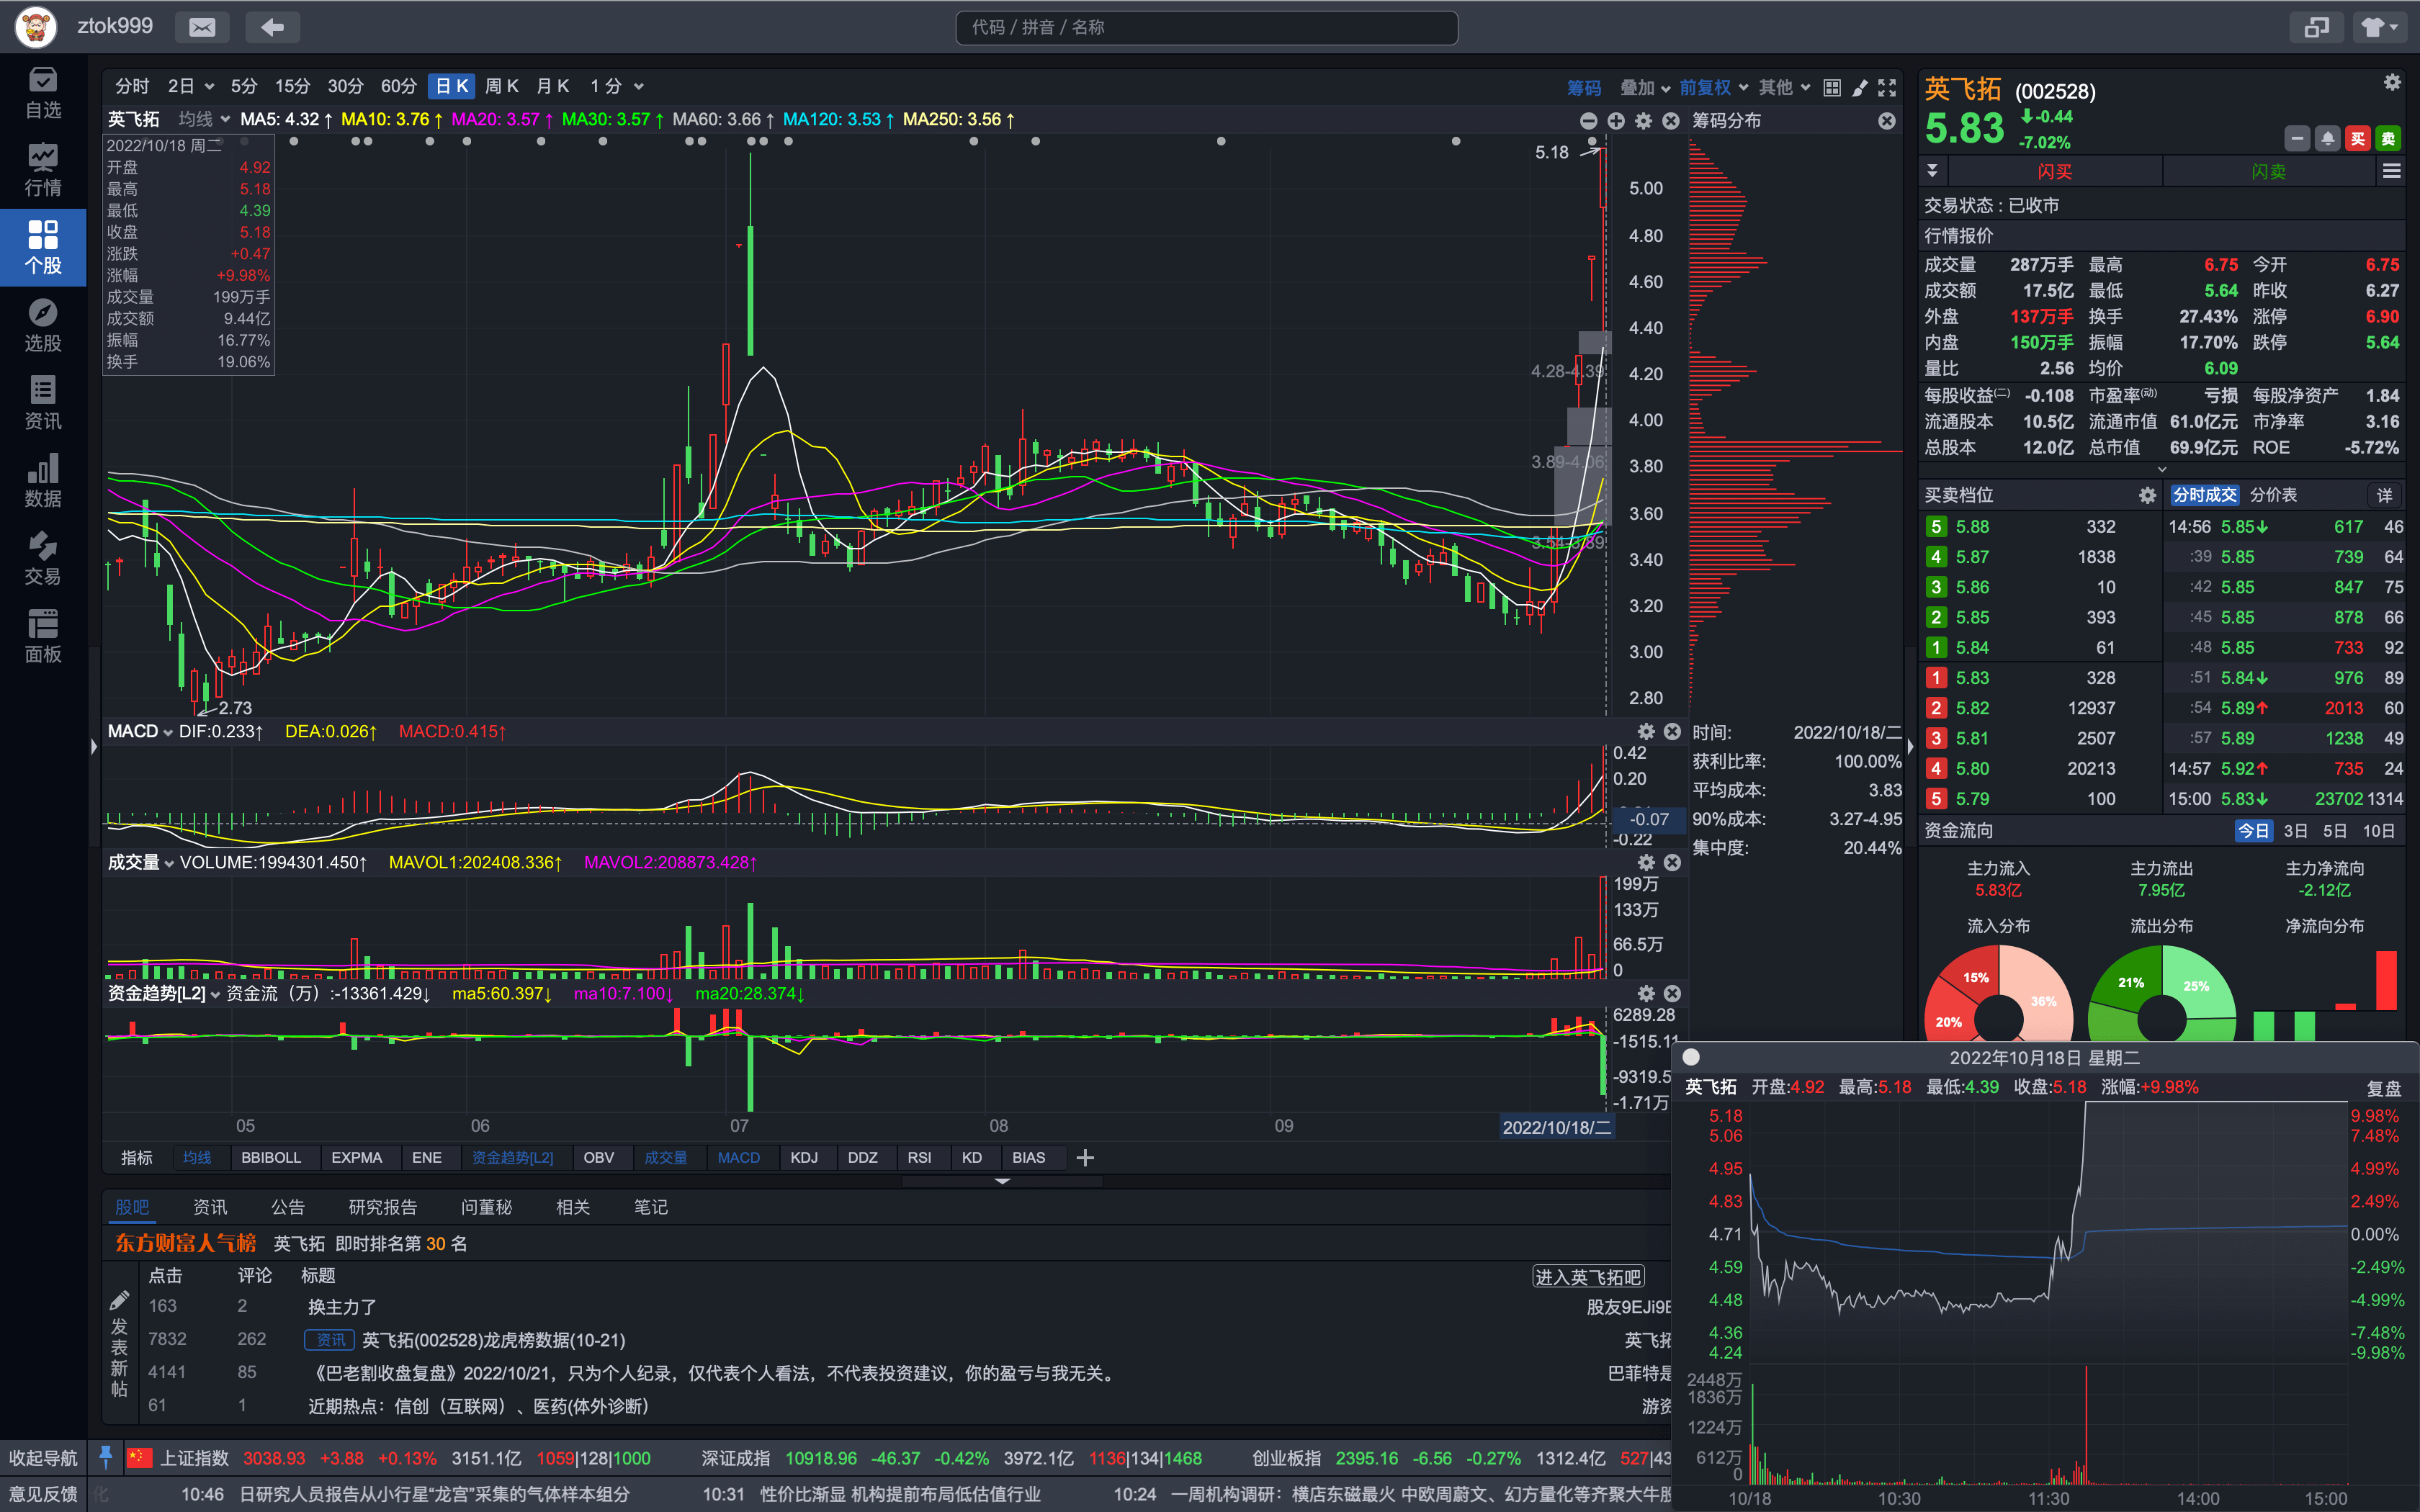 ztok999
代码 / 拼音 / 名称
自选
行情
个股
选股
资讯
数据
交易
面板
分时 2日 5分 15分 30分 60分 日K 周K 月K 1分
筹码 叠加 前复权 其他
英飞拓 均线 MA5: 4.32↑ MA10: 3.76↑ MA20: 3.57↑ MA30: 3.57↑ MA60: 3.66↑ MA120: 3.53↑ MA250: 3.56↑
筹码分布
2022/10/18 周二
开盘 4.92
最高 5.18
最低 4.39
收盘 5.18
涨跌 +0.47
涨幅 +9.98%
成交量 199万手
成交额 9.44亿
振幅 16.77%
换手 19.06%
5.18
5.00
4.80
4.60
4.40
4.28-4.39
4.20
4.00
3.89-4.06
3.80
3.60
3.54-3.89
3.40
3.20
3.00
2.80
2.73
MACD DIF:0.233↑ DEA:0.026↑ MACD:0.415↑
0.42
0.20
-0.07
-0.22
时间: 2022/10/18/二
获利比率: 100.00%
平均成本: 3.83
90%成本: 3.27-4.95
集中度: 20.44%
成交量 VOLUME:1994301.450↑ MAVOL1:202408.336↑ MAVOL2:208873.428↑
199万
133万
66.5万
0
资金趋势[L2] 资金流（万）:-13361.429↓ ma5:60.397↓ ma10:7.100↓ ma20:28.374↓
6289.28
-1515.11
-9319.5
-1.71万
05 06 07 08 09 2022/10/18/二
指标 均线 BBIBOLL EXPMA ENE 资金趋势[L2] OBV 成交量 MACD KDJ DDZ RSI KD BIAS
股吧 资讯 公告 研究报告 问董秘 相关 笔记
东方财富人气榜 英飞拓 即时排名第 30 名
点击 评论 标题 进入英飞拓吧
163 2 换主力了 股友9EJi9E
7832 262 资讯 英飞拓(002528)龙虎榜数据(10-21) 英飞拓
4141 85 《巴老割收盘复盘》2022/10/21，只为个人纪录，仅代表个人看法，不代表投资建议，你的盈亏与我无关。 巴菲特是
61 1 近期热点：信创（互联网）、医药(体外诊断) 游资
发表新帖
英飞拓 (002528)
5.83 -0.44
-7.02%
买 卖
闪买 闪卖
交易状态：已收市
行情报价
成交量 287万手 最高 6.75 今开 6.75
成交额 17.5亿 最低 5.64 昨收 6.27
外盘 137万手 换手 27.43% 涨停 6.90
内盘 150万手 振幅 17.70% 跌停 5.64
量比 2.56 均价 6.09
每股收益(二) -0.108 市盈率(动) 亏损 每股净资产 1.84
流通股本 10.5亿 流通市值 61.0亿元 市净率 3.16
总股本 12.0亿 总市值 69.9亿元 ROE -5.72%
买卖档位 分时成交 分价表 详
5 5.88 332 14:56 5.85↓ 617 46
4 5.87 1838 :39 5.85 739 64
3 5.86 10 :42 5.85 847 75
2 5.85 393 :45 5.85 878 66
1 5.84 61 :48 5.85 733 92
1 5.83 328 :51 5.84↓ 976 89
2 5.82 12937 :54 5.89↑ 2013 60
3 5.81 2507 :57 5.89 1238 49
4 5.80 20213 14:57 5.92↑ 735 24
5 5.79 100 15:00 5.83↓ 23702 1314
资金流向 今日 3日 5日 10日
主力流入 主力流出 主力净流向
5.83亿 7.95亿 -2.12亿
流入分布 流出分布 净流向分布
15% 36% 20%
21% 25%
2022年10月18日 星期二
英飞拓 开盘:4.92 最高:5.18 最低:4.39 收盘:5.18 涨幅:+9.98% 复盘
5.18 9.98%
5.06 7.48%
4.95 4.99%
4.83 2.49%
4.71 0.00%
4.59 -2.49%
4.48 -4.99%
4.36 -7.48%
4.24 -9.98%
2448万
1836万
1224万
612万
0
10/18 10:30 11:30 14:00 15:00
收起导航 上证指数 3038.93 +3.88 +0.13% 3151.1亿 1059|128|1000 深证成指 10918.96 -46.37 -0.42% 3972.1亿 1136|134|1468 创业板指 2395.16 -6.56 -0.27% 1312.4亿 527|43
意见反馈 化 10:46 日研究人员报告从小行星“龙宫”采集的气体样本组分 10:31 性价比渐显 机构提前布局低估值行业 10:24 一周机构调研：横店东磁最火 中欧周蔚文、幻方量化等齐聚大牛股